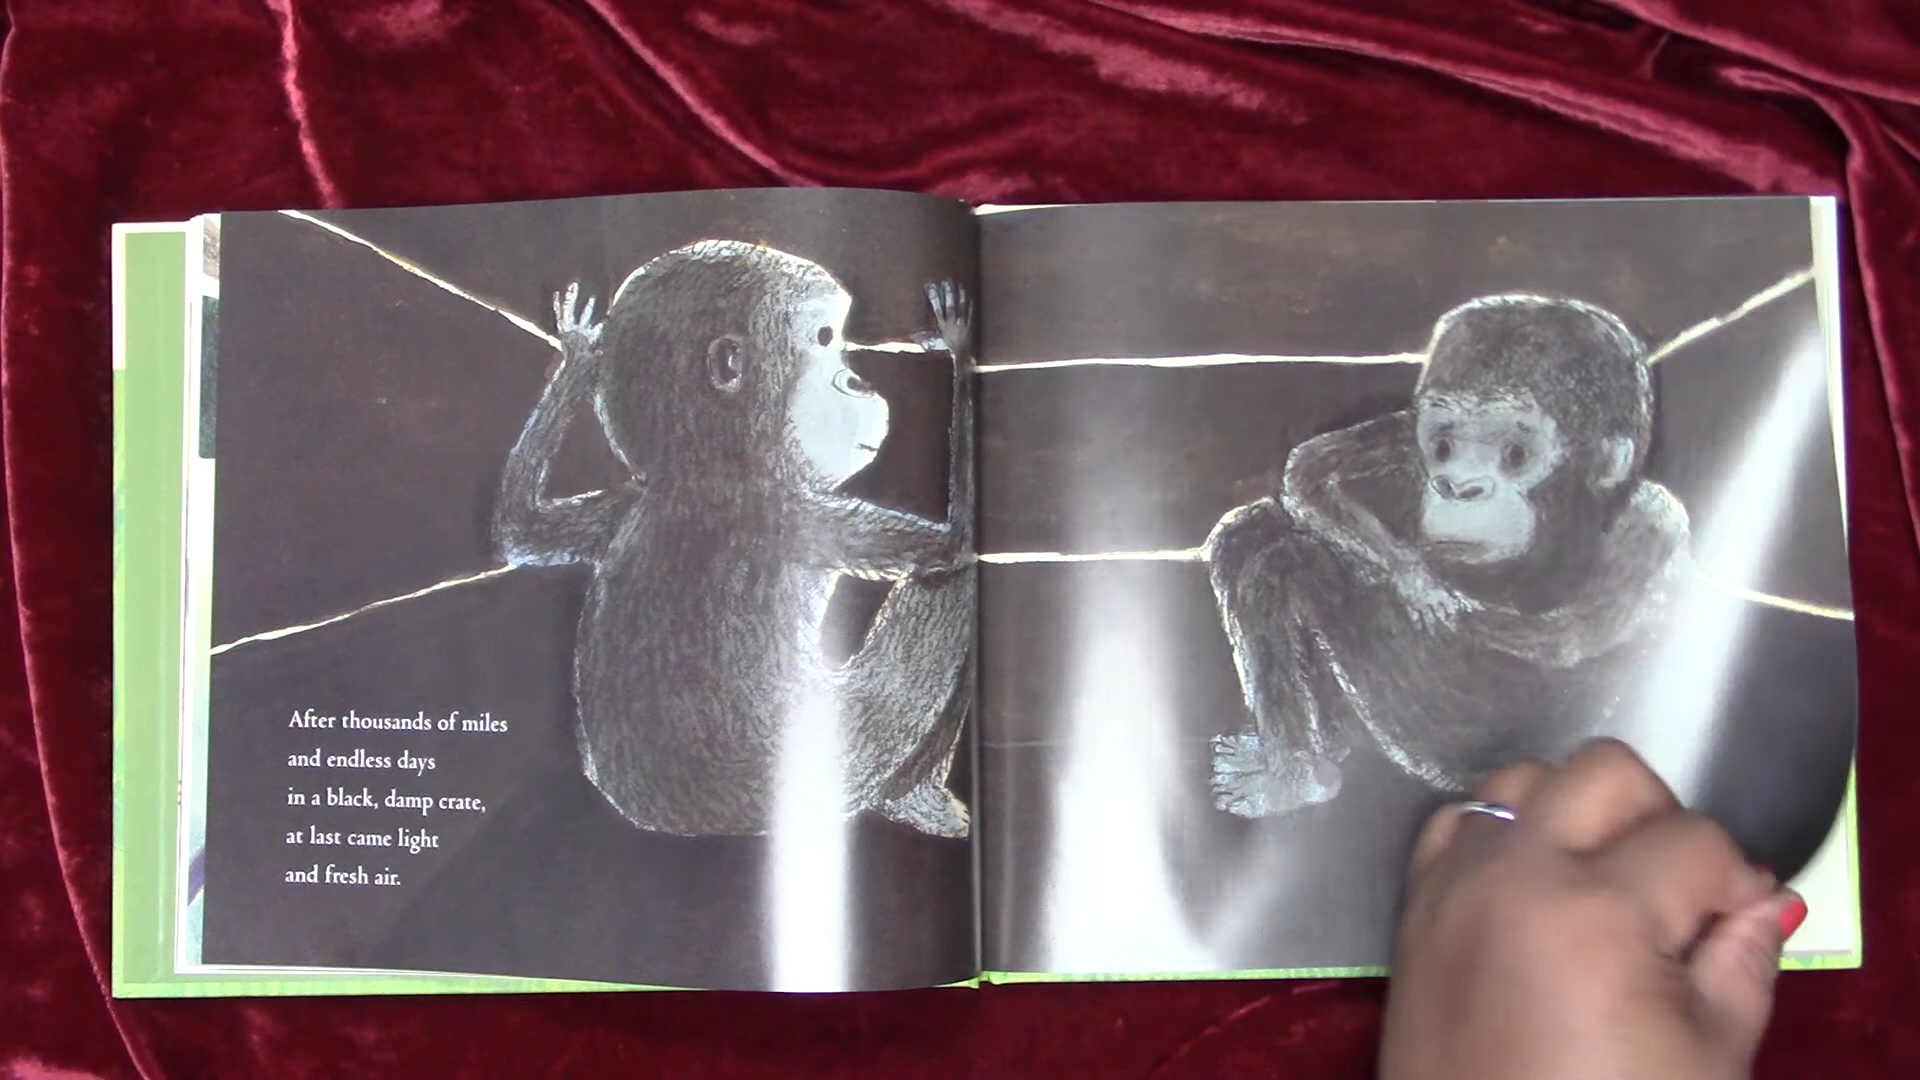 After thousands of miles
and endless days
in a black, damp crate,
at last came light
and fresh air.